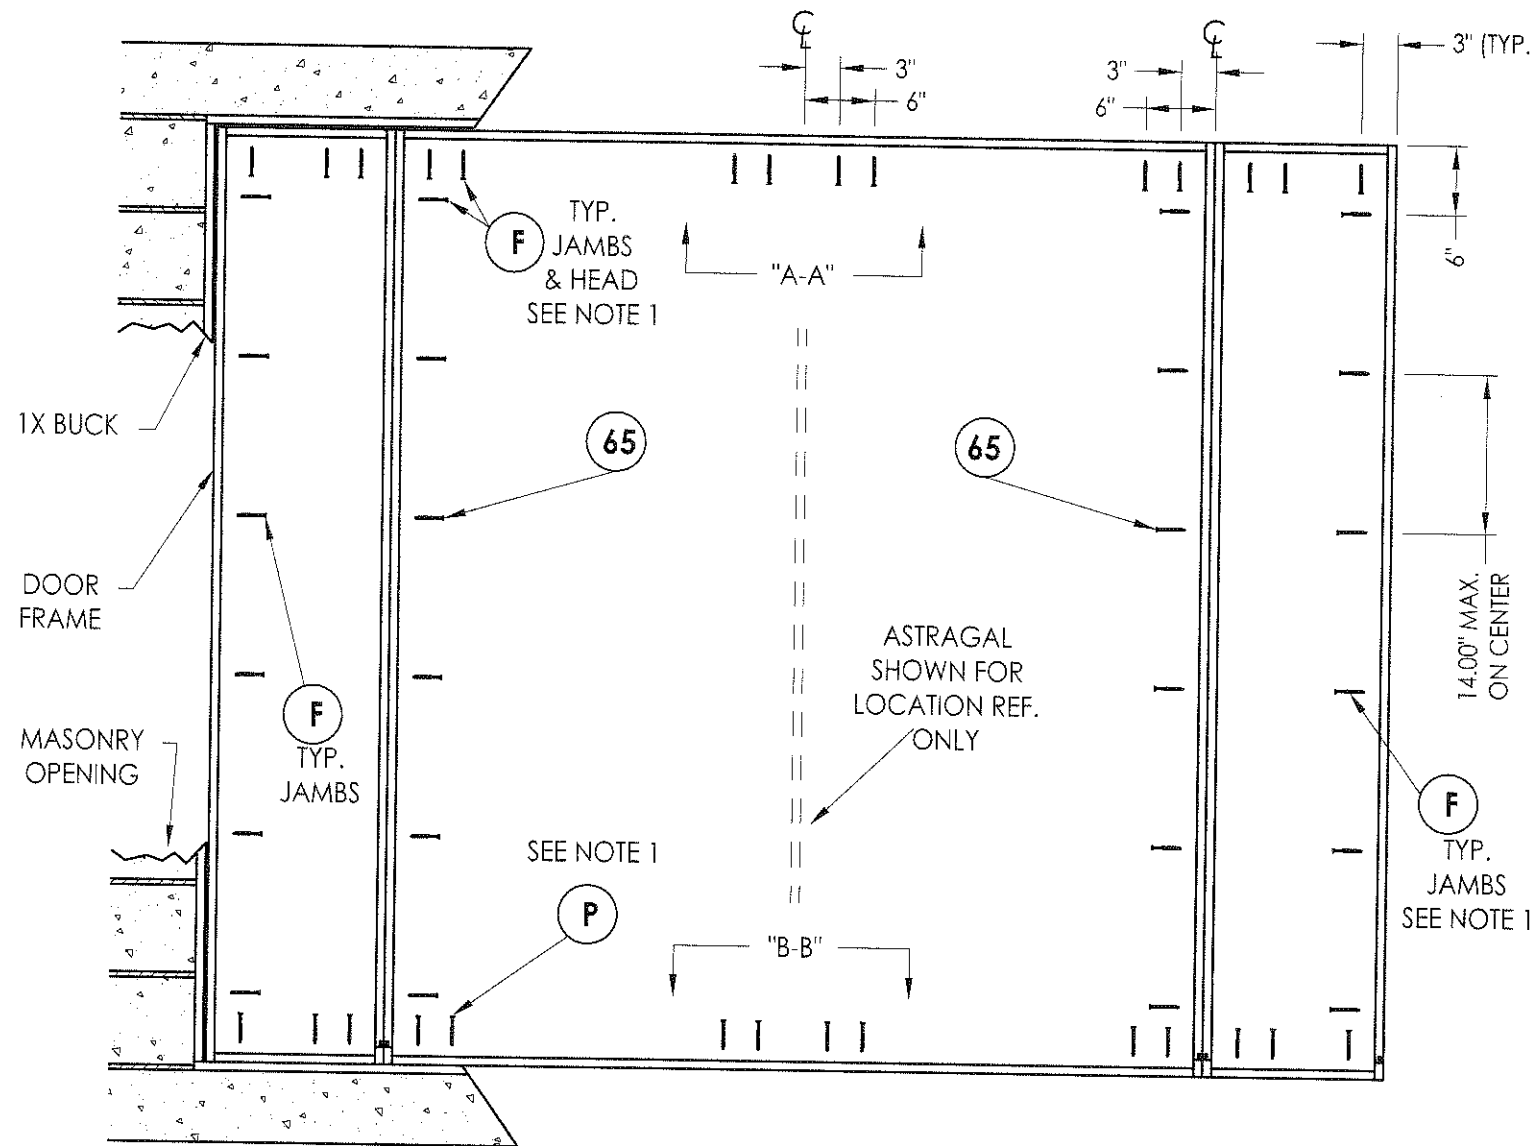 ℄
℄
3"
6"
3"
6"
3" (TYP.
F
TYP.
JAMBS
& HEAD
SEE NOTE 1
"A-A"
6"
1X BUCK
65
65
DOOR
FRAME
14.00" MAX.
ON CENTER
ASTRAGAL
SHOWN FOR
LOCATION REF.
ONLY
F
TYP.
JAMBS
MASONRY
OPENING
F
TYP.
JAMBS
SEE NOTE 1
SEE NOTE 1
P
"B-B"